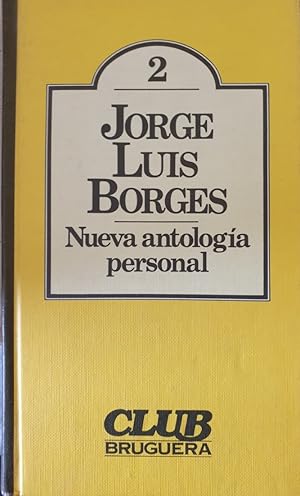 2
JORGE
LUIS
BORGES
Nueva antología
personal
CLUB
BRUGUERA